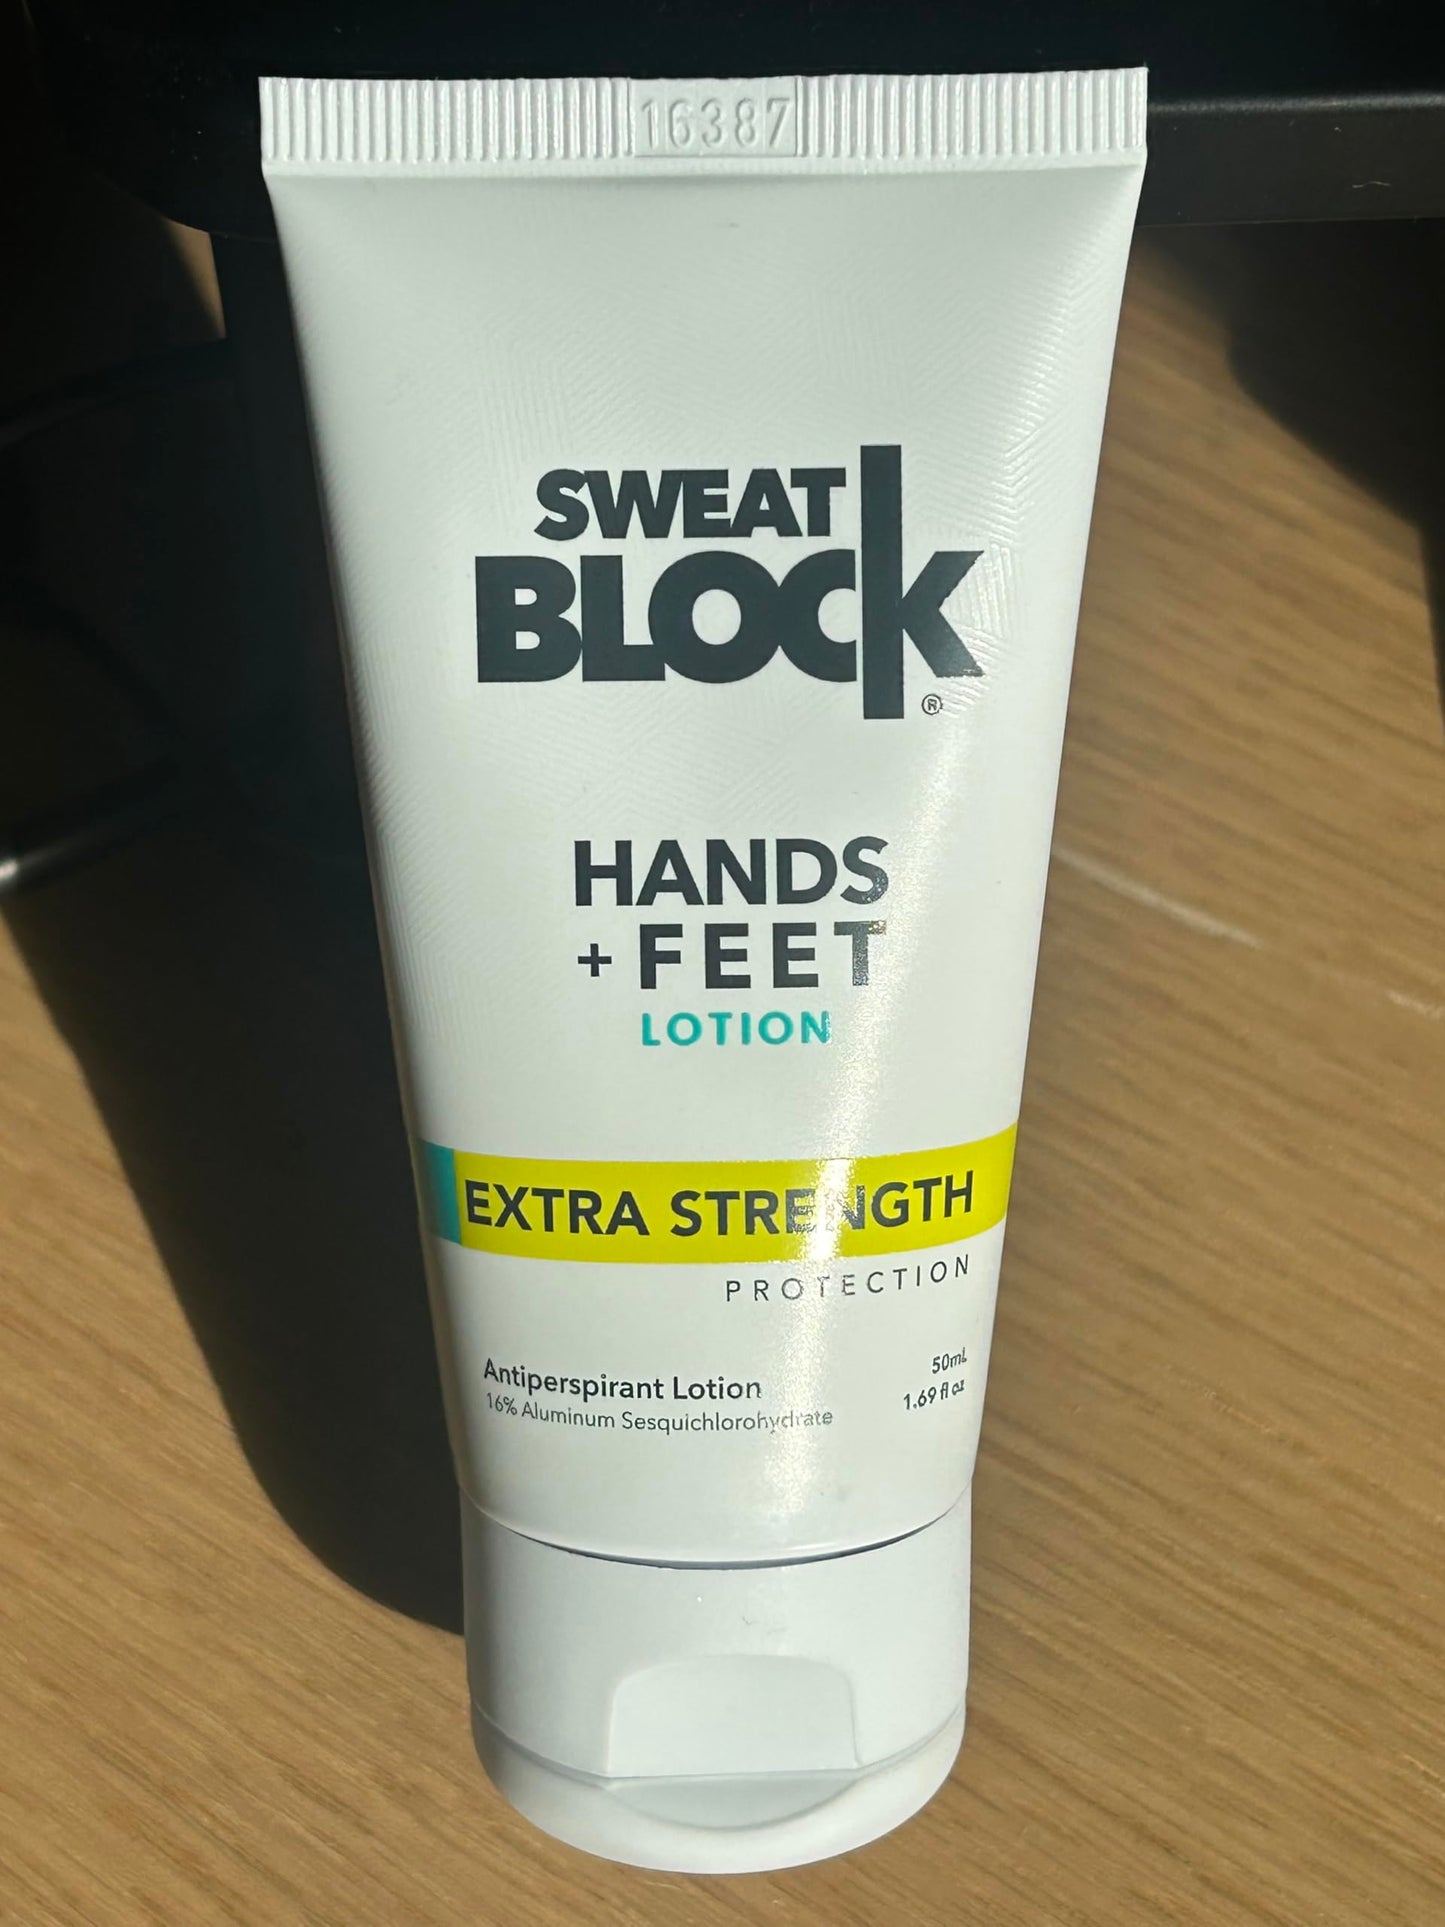 16387
SWEAT
BLOCK
®
HANDS
+ FEET
LOTION
EXTRA STRENGTH
PROTECTION
Antiperspirant Lotion
16% Aluminum Sesquichlorohydrate
50mL
1.69 fl oz